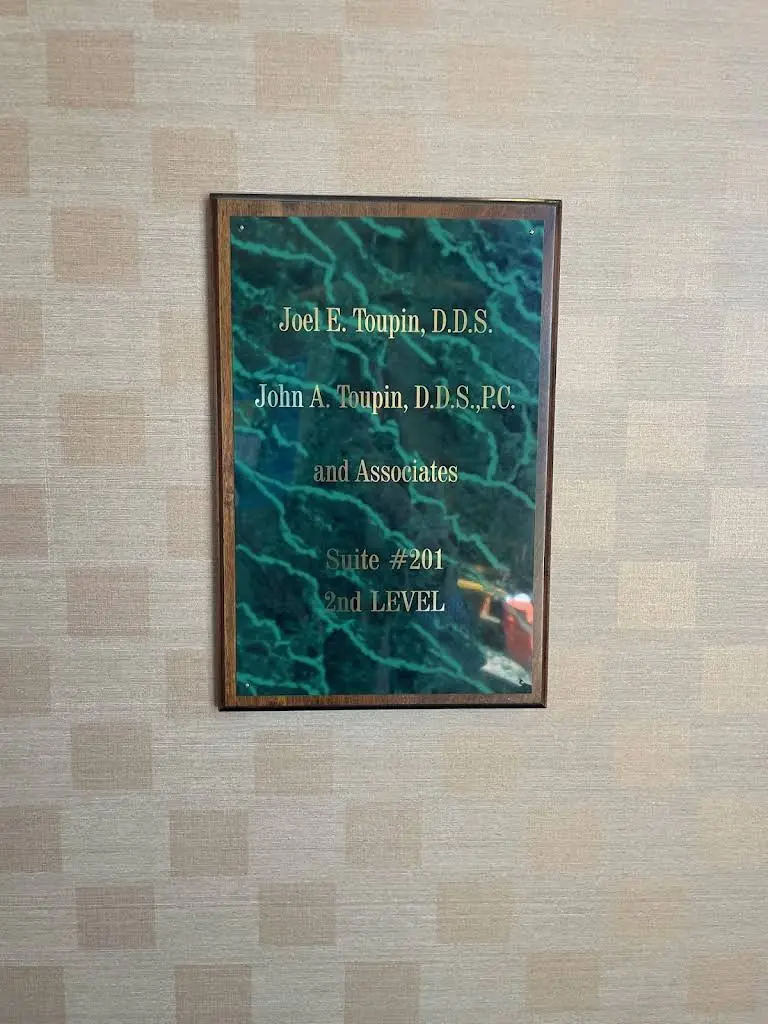 Joel E. Toupin, D.D.S.
John A. Toupin, D.D.S.,P.C.
and Associates
Suite #201
2nd LEVEL